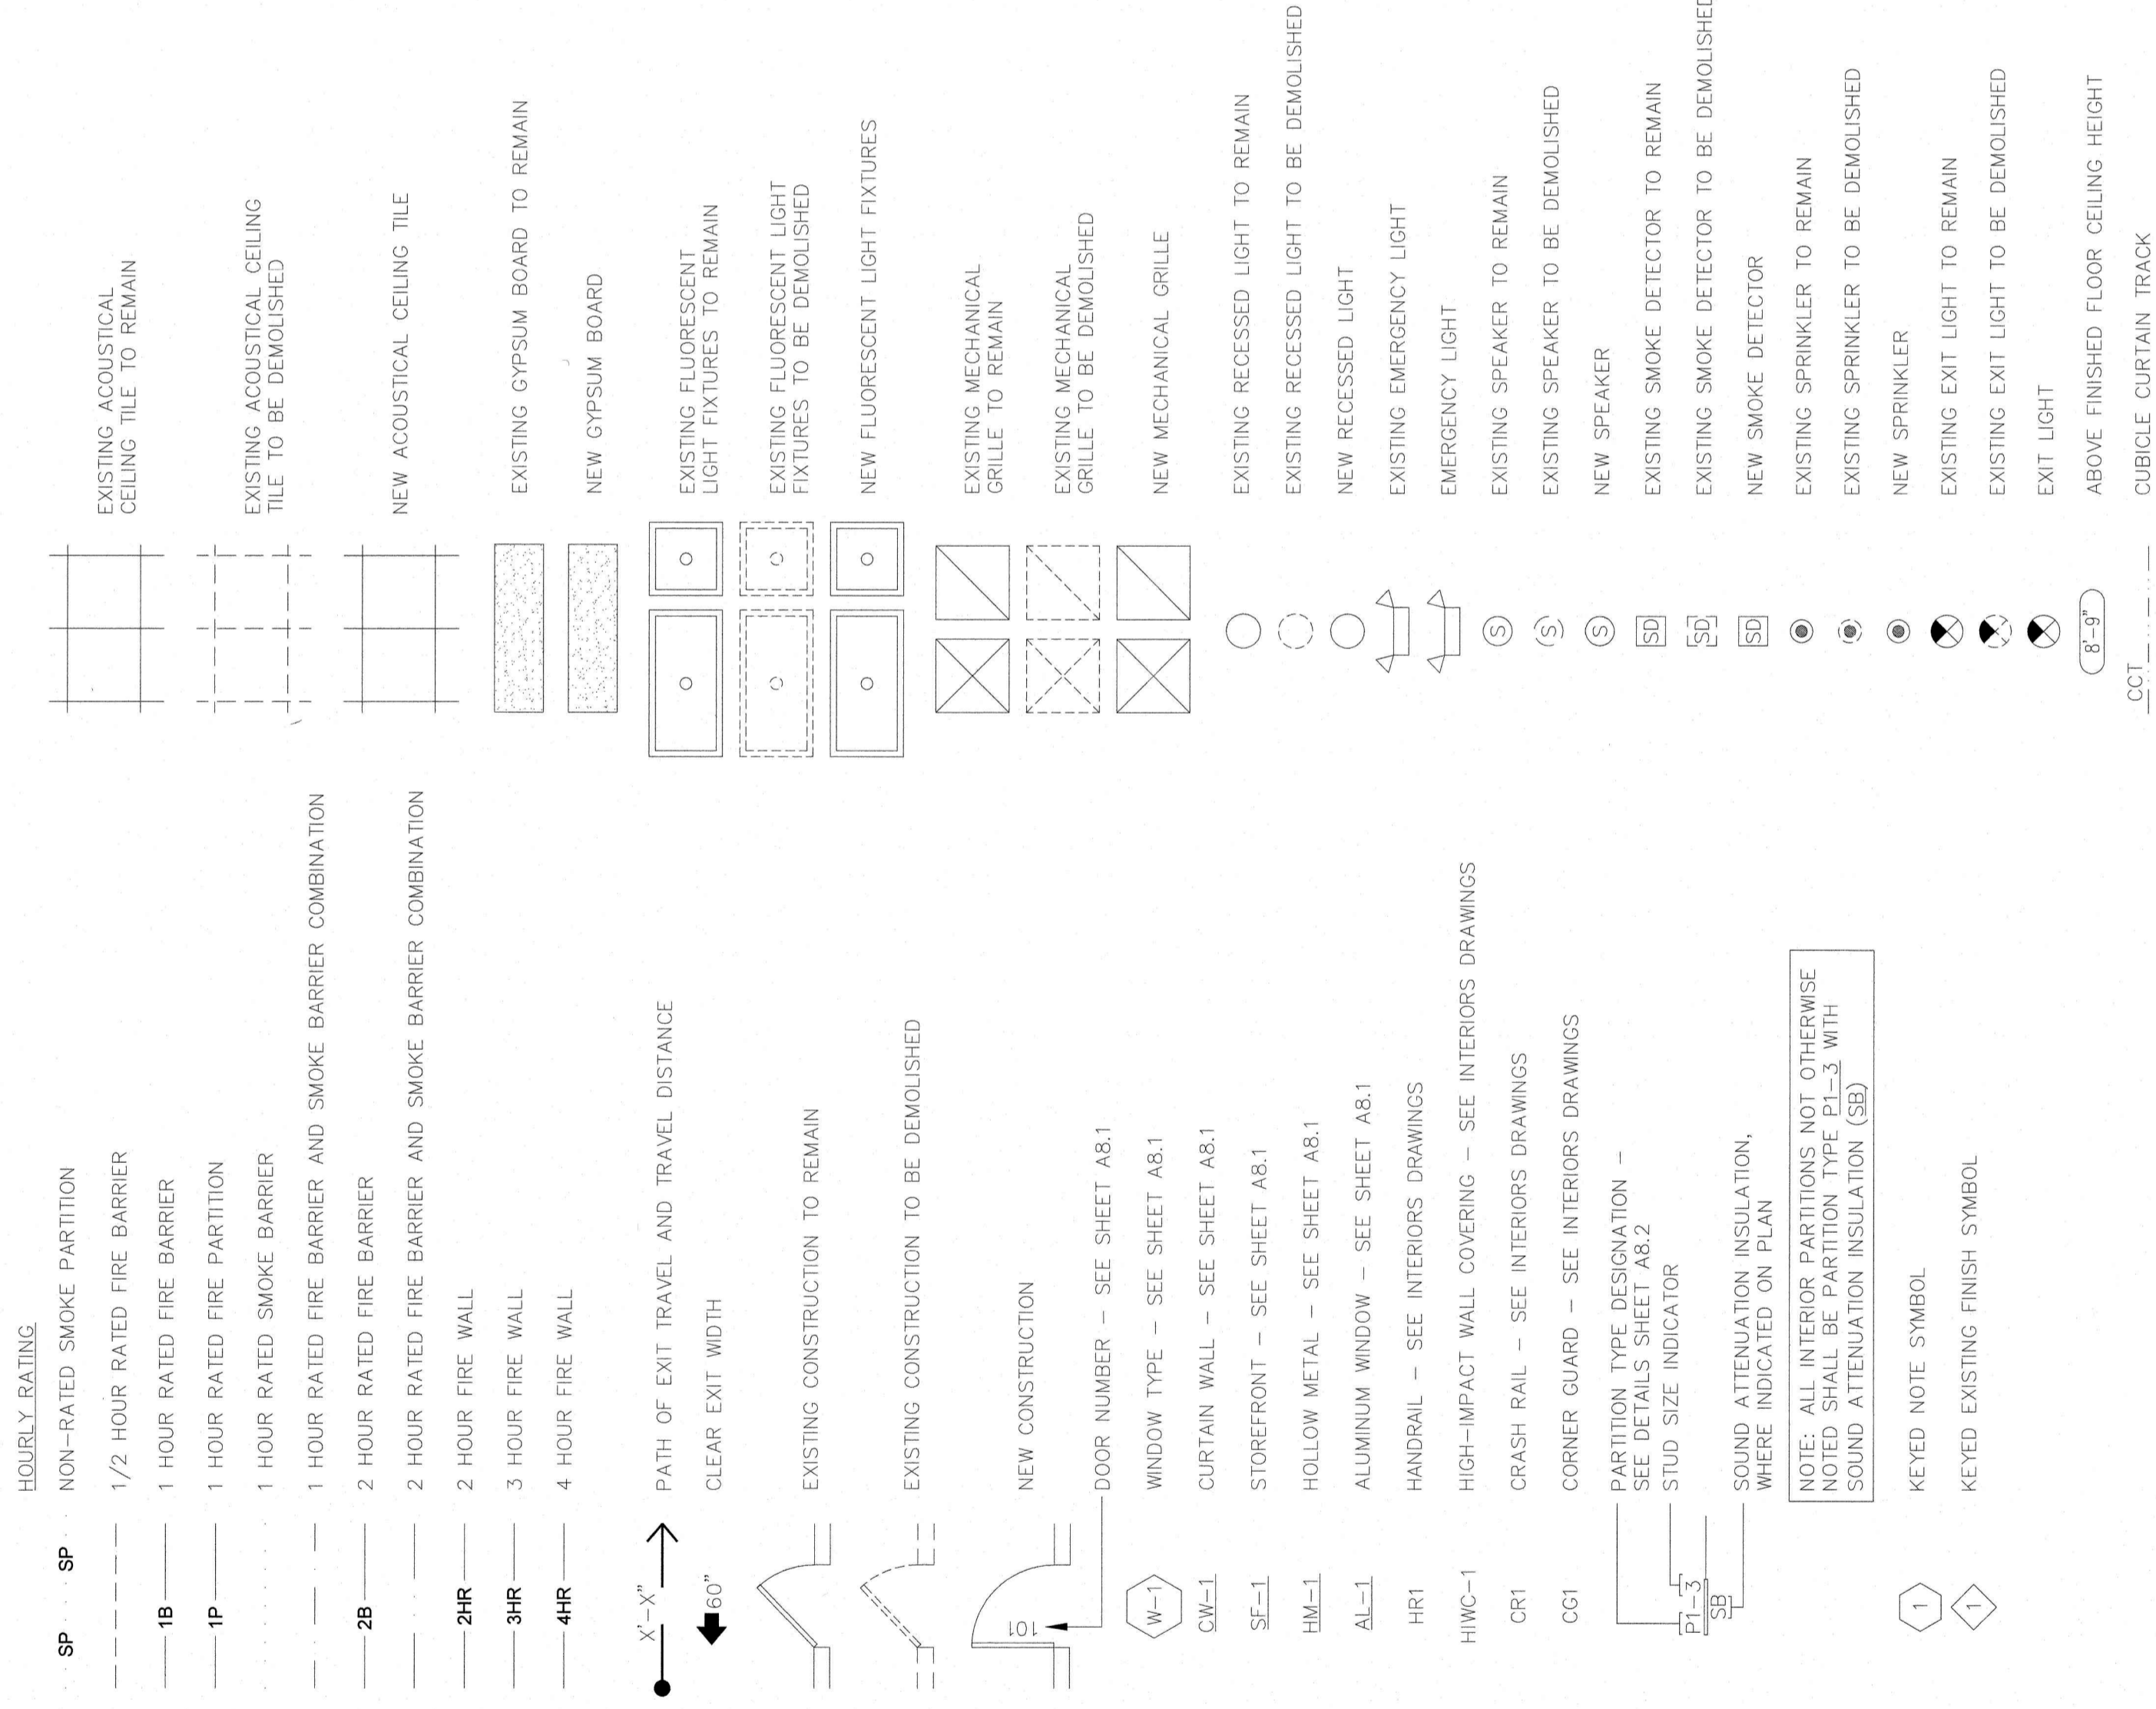 HOURLY RATING
SP SP NON-RATED SMOKE PARTITION
1/2 HOUR RATED FIRE BARRIER
1B 1 HOUR RATED FIRE BARRIER
1P 1 HOUR RATED FIRE PARTITION
1 HOUR RATED SMOKE BARRIER
1 HOUR RATED FIRE BARRIER AND SMOKE BARRIER COMBINATION
2B 2 HOUR RATED FIRE BARRIER
2 HOUR RATED FIRE BARRIER AND SMOKE BARRIER COMBINATION
2HR 2 HOUR FIRE WALL
3HR 3 HOUR FIRE WALL
4HR 4 HOUR FIRE WALL
X'-X" PATH OF EXIT TRAVEL AND TRAVEL DISTANCE
60" CLEAR EXIT WIDTH
EXISTING CONSTRUCTION TO REMAIN
EXISTING CONSTRUCTION TO BE DEMOLISHED
NEW CONSTRUCTION
101
DOOR NUMBER - SEE SHEET A8.1
W-1 WINDOW TYPE - SEE SHEET A8.1
CW-1 CURTAIN WALL - SEE SHEET A8.1
SF-1 STOREFRONT - SEE SHEET A8.1
HM-1 HOLLOW METAL - SEE SHEET A8.1
AL-1 ALUMINUM WINDOW - SEE SHEET A8.1
HR1 HANDRAIL - SEE INTERIORS DRAWINGS
HIWC-1 HIGH-IMPACT WALL COVERING - SEE INTERIORS DRAWINGS
CR1 CRASH RAIL - SEE INTERIORS DRAWINGS
CG1 CORNER GUARD - SEE INTERIORS DRAWINGS
PARTITION TYPE DESIGNATION -
SEE DETAILS SHEET A8.2
STUD SIZE INDICATOR
P1-3
SB
SOUND ATTENUATION INSULATION,
WHERE INDICATED ON PLAN
NOTE: ALL INTERIOR PARTITIONS NOT OTHERWISE
NOTED SHALL BE PARTITION TYPE P1-3 WITH
SOUND ATTENUATION INSULATION (SB)
1 KEYED NOTE SYMBOL
1 KEYED EXISTING FINISH SYMBOL
EXISTING ACOUSTICAL
CEILING TILE TO REMAIN
EXISTING ACOUSTICAL CEILING
TILE TO BE DEMOLISHED
NEW ACOUSTICAL CEILING TILE
EXISTING GYPSUM BOARD TO REMAIN
NEW GYPSUM BOARD
EXISTING FLUORESCENT
LIGHT FIXTURES TO REMAIN
EXISTING FLUORESCENT LIGHT
FIXTURES TO BE DEMOLISHED
NEW FLUORESCENT LIGHT FIXTURES
EXISTING MECHANICAL
GRILLE TO REMAIN
EXISTING MECHANICAL
GRILLE TO BE DEMOLISHED
NEW MECHANICAL GRILLE
EXISTING RECESSED LIGHT TO REMAIN
EXISTING RECESSED LIGHT TO BE DEMOLISHED
NEW RECESSED LIGHT
EXISTING EMERGENCY LIGHT
EMERGENCY LIGHT
S EXISTING SPEAKER TO REMAIN
S EXISTING SPEAKER TO BE DEMOLISHED
S NEW SPEAKER
SD EXISTING SMOKE DETECTOR TO REMAIN
SD EXISTING SMOKE DETECTOR TO BE DEMOLISHED
SD NEW SMOKE DETECTOR
EXISTING SPRINKLER TO REMAIN
EXISTING SPRINKLER TO BE DEMOLISHED
NEW SPRINKLER
EXISTING EXIT LIGHT TO REMAIN
EXISTING EXIT LIGHT TO BE DEMOLISHED
EXIT LIGHT
8'-9" ABOVE FINISHED FLOOR CEILING HEIGHT
CCT CUBICLE CURTAIN TRACK